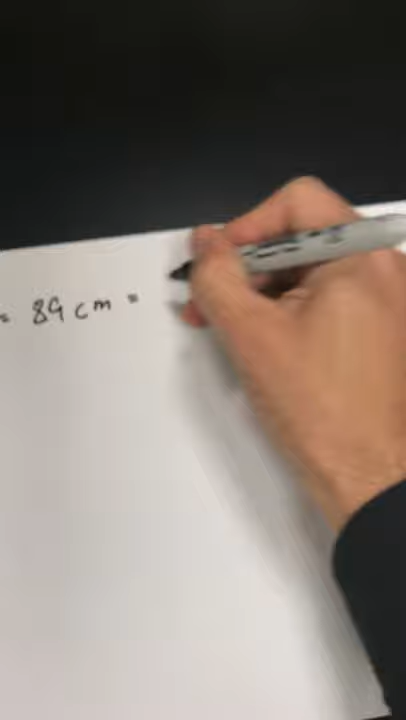 = 89 cm =